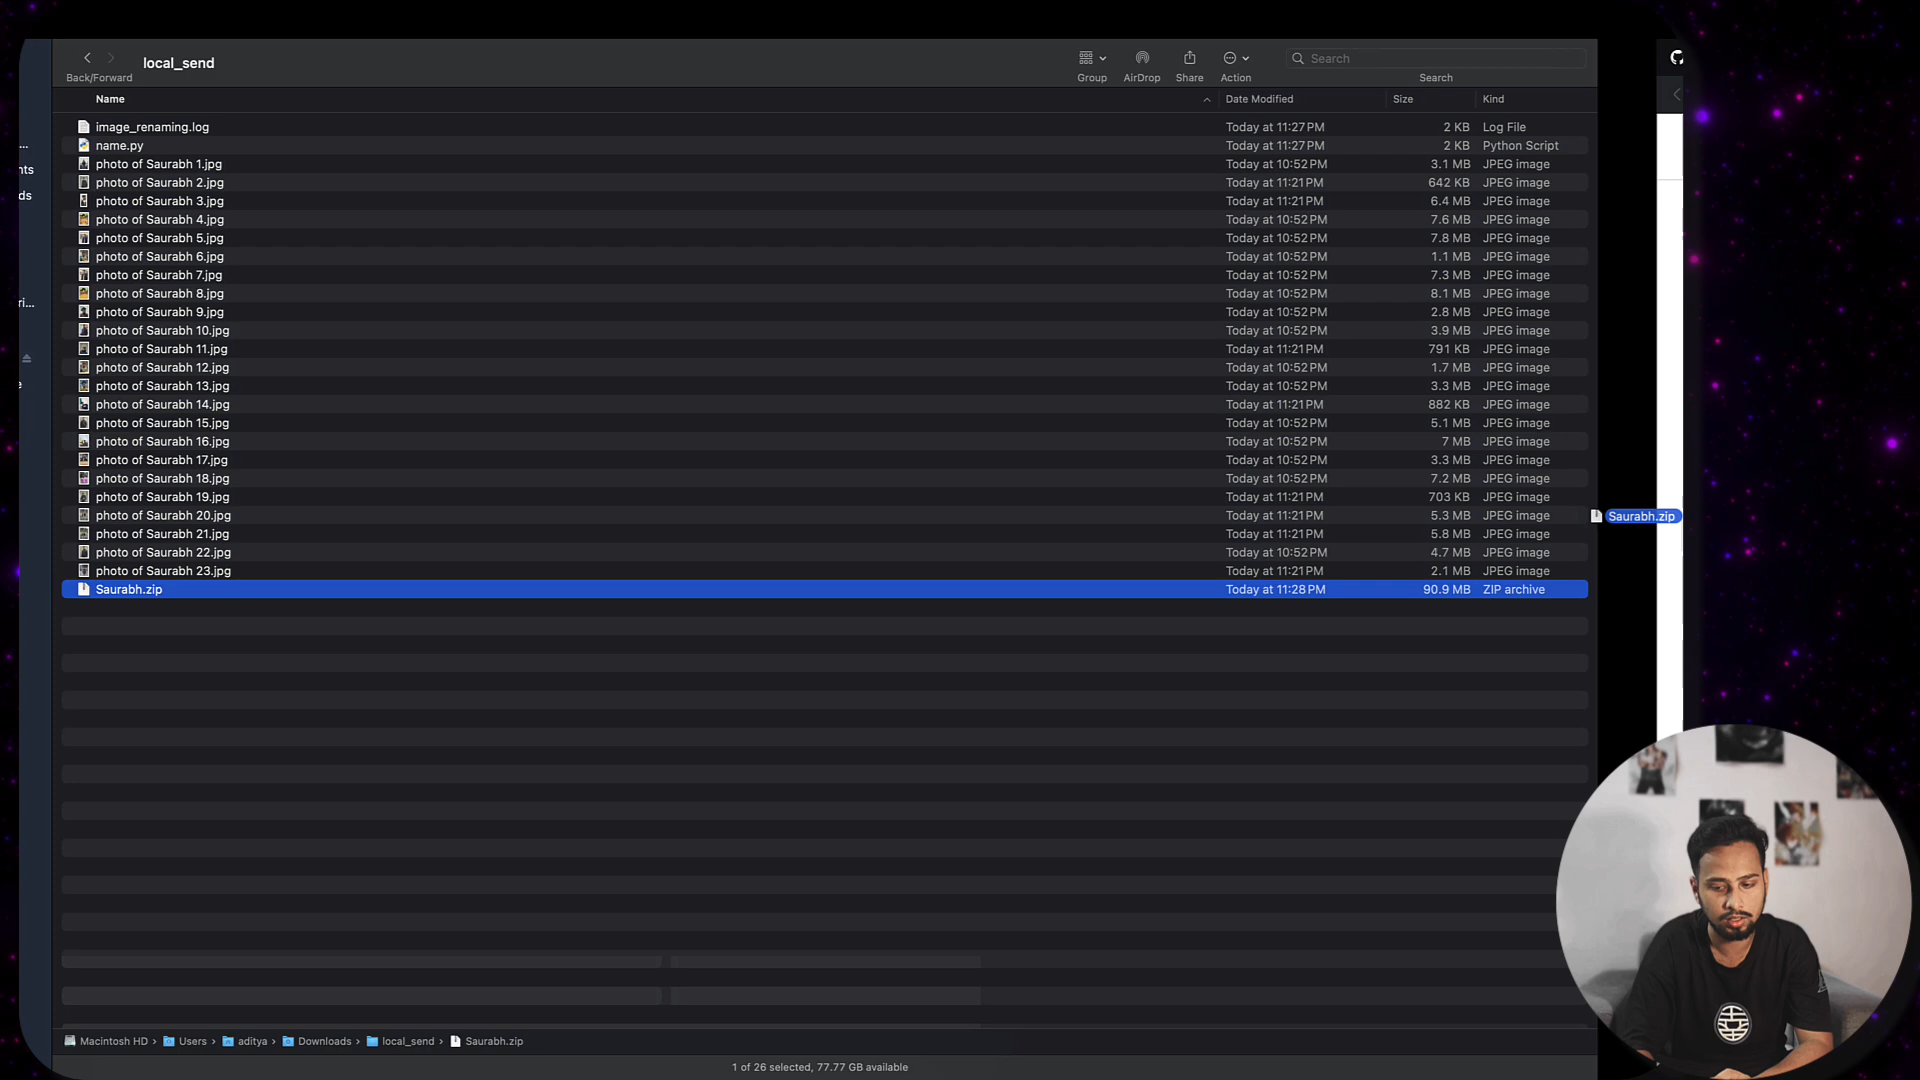 local_send
Back/Forward
Group
AirDrop
Share
Action
Search
Search
Name Date Modified Size Kind
image_renaming.log Today at 11:27 PM 2 KB Log File
name.py Today at 11:27 PM 2 KB Python Script
photo of Saurabh 1.jpg Today at 10:52 PM 3.1 MB JPEG image
photo of Saurabh 2.jpg Today at 11:21 PM 642 KB JPEG image
photo of Saurabh 3.jpg Today at 11:21 PM 6.4 MB JPEG image
photo of Saurabh 4.jpg Today at 10:52 PM 7.6 MB JPEG image
photo of Saurabh 5.jpg Today at 10:52 PM 7.8 MB JPEG image
photo of Saurabh 6.jpg Today at 10:52 PM 1.1 MB JPEG image
photo of Saurabh 7.jpg Today at 10:52 PM 7.3 MB JPEG image
photo of Saurabh 8.jpg Today at 10:52 PM 8.1 MB JPEG image
photo of Saurabh 9.jpg Today at 10:52 PM 2.8 MB JPEG image
photo of Saurabh 10.jpg Today at 10:52 PM 3.9 MB JPEG image
photo of Saurabh 11.jpg Today at 11:21 PM 791 KB JPEG image
photo of Saurabh 12.jpg Today at 10:52 PM 1.7 MB JPEG image
photo of Saurabh 13.jpg Today at 10:52 PM 3.3 MB JPEG image
photo of Saurabh 14.jpg Today at 11:21 PM 882 KB JPEG image
photo of Saurabh 15.jpg Today at 10:52 PM 5.1 MB JPEG image
photo of Saurabh 16.jpg Today at 10:52 PM 7 MB JPEG image
photo of Saurabh 17.jpg Today at 10:52 PM 3.3 MB JPEG image
photo of Saurabh 18.jpg Today at 10:52 PM 7.2 MB JPEG image
photo of Saurabh 19.jpg Today at 11:21 PM 703 KB JPEG image
photo of Saurabh 20.jpg Today at 11:21 PM 5.3 MB JPEG image
Saurabh.zip
photo of Saurabh 21.jpg Today at 11:21 PM 5.8 MB JPEG image
photo of Saurabh 22.jpg Today at 10:52 PM 4.7 MB JPEG image
photo of Saurabh 23.jpg Today at 11:21 PM 2.1 MB JPEG image
Saurabh.zip Today at 11:28 PM 90.9 MB ZIP archive
Macintosh HD › Users › aditya › Downloads › local_send › Saurabh.zip
1 of 26 selected, 77.77 GB available